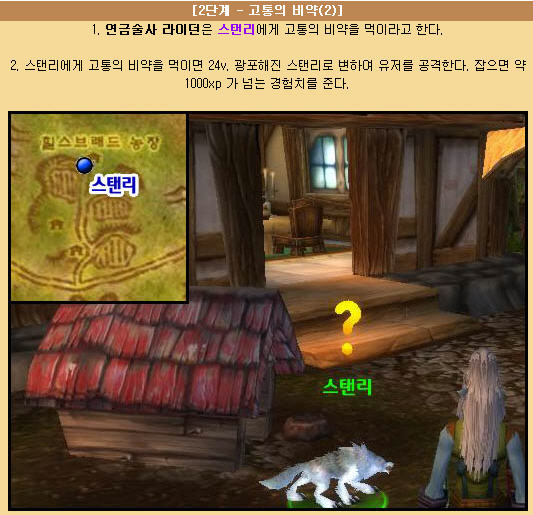 [2단계 - 고통의 비약(2)]
1. 연금술사 라이던은 스탠리에게 고통의 비약을 먹이라고 한다.
2. 스탠리에게 고통의 비약을 먹이면 24v. 광포해진 스탠리로 변하며 유저를 공격한다. 잡으면 약
1000xp 가 넘는 경험치를 준다.
힐스브래드 농장
스탠리
?
스탠리